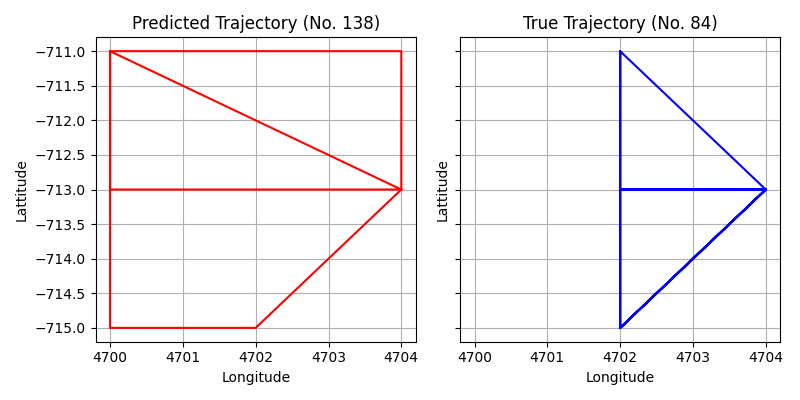 Predicted Trajectory (No. 138)
True Trajectory (No. 84)
−711.0
−711.5
−712.0
−712.5
−713.0
−713.5
−714.0
−714.5
−715.0
Lattitude
Lattitude
4700 4701 4702 4703 4704
4700 4701 4702 4703 4704
Longitude
Longitude